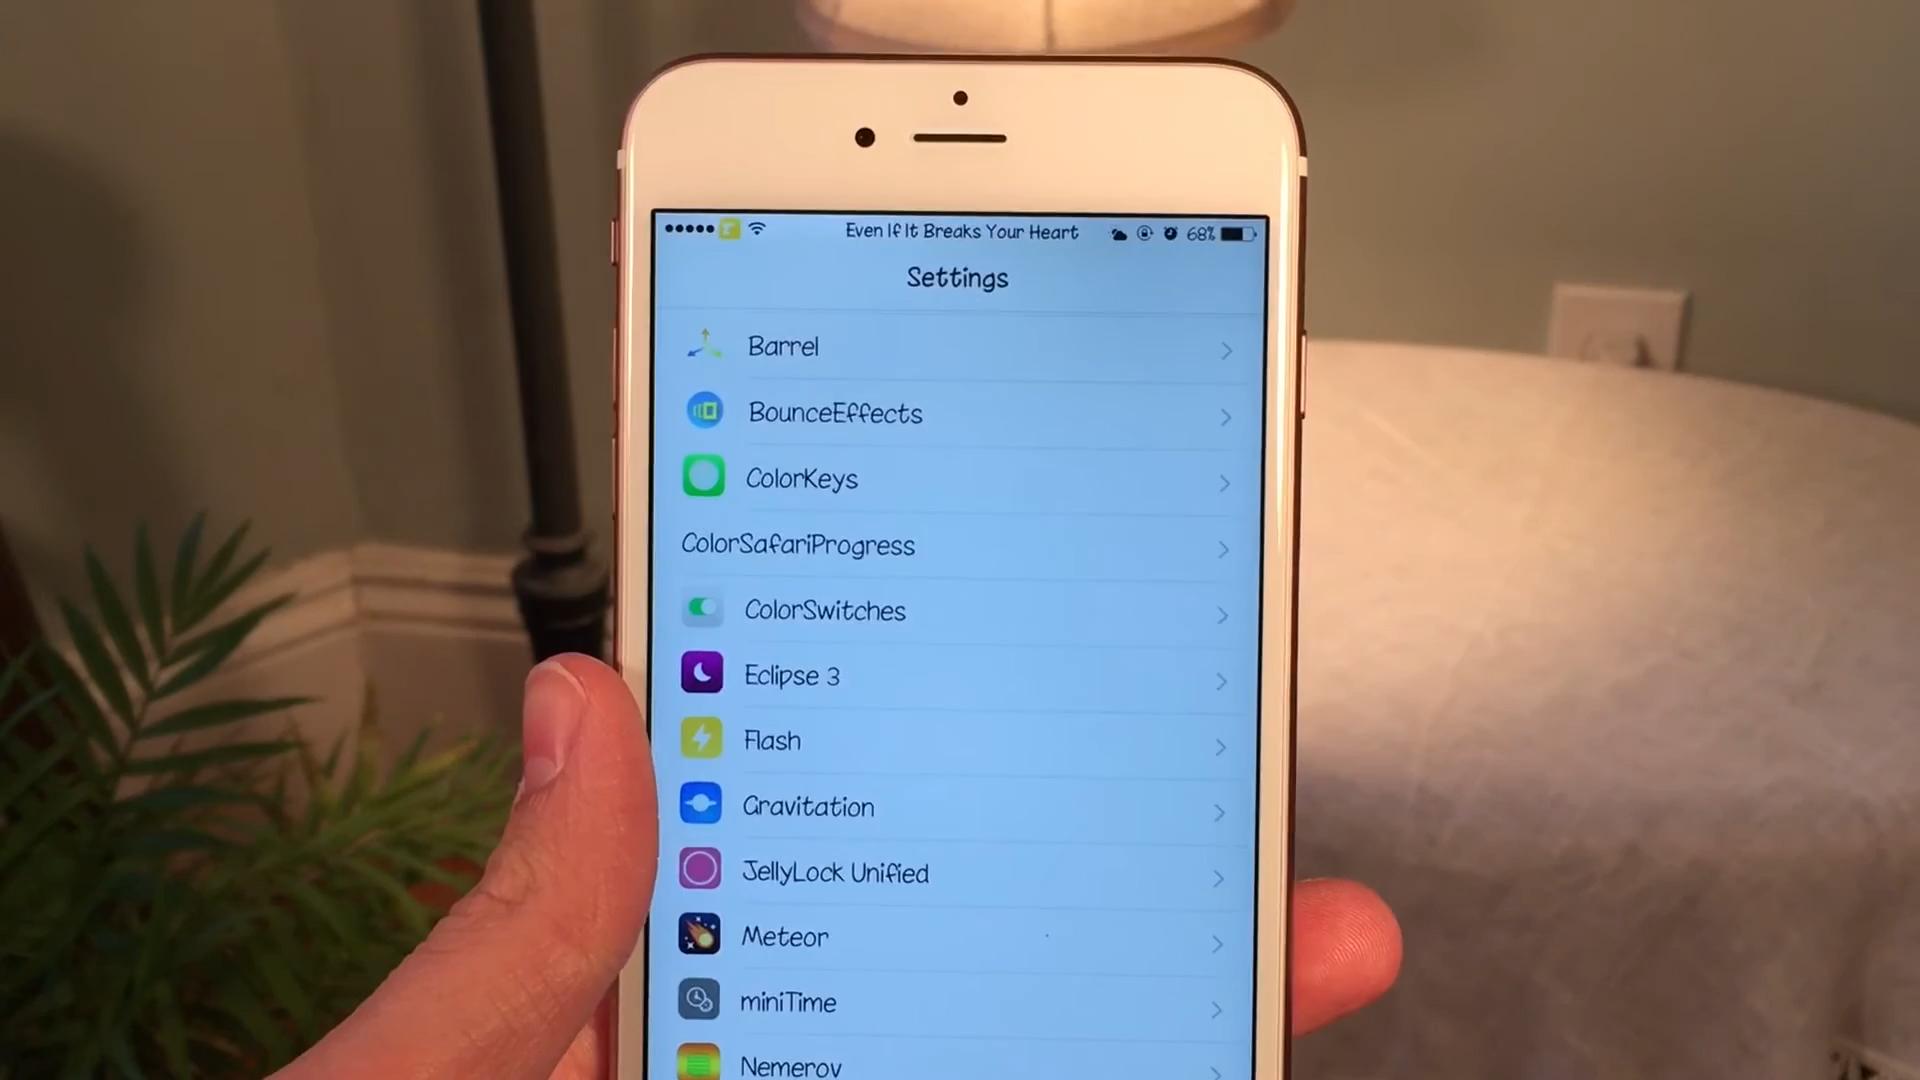 Even If It Breaks Your Heart 68%
Settings
Barrel
BounceEffects
ColorKeys
ColorSafariProgress
ColorSwitches
Eclipse 3
Flash
Gravitation
JellyLock Unified
Meteor
miniTime
Nemerov